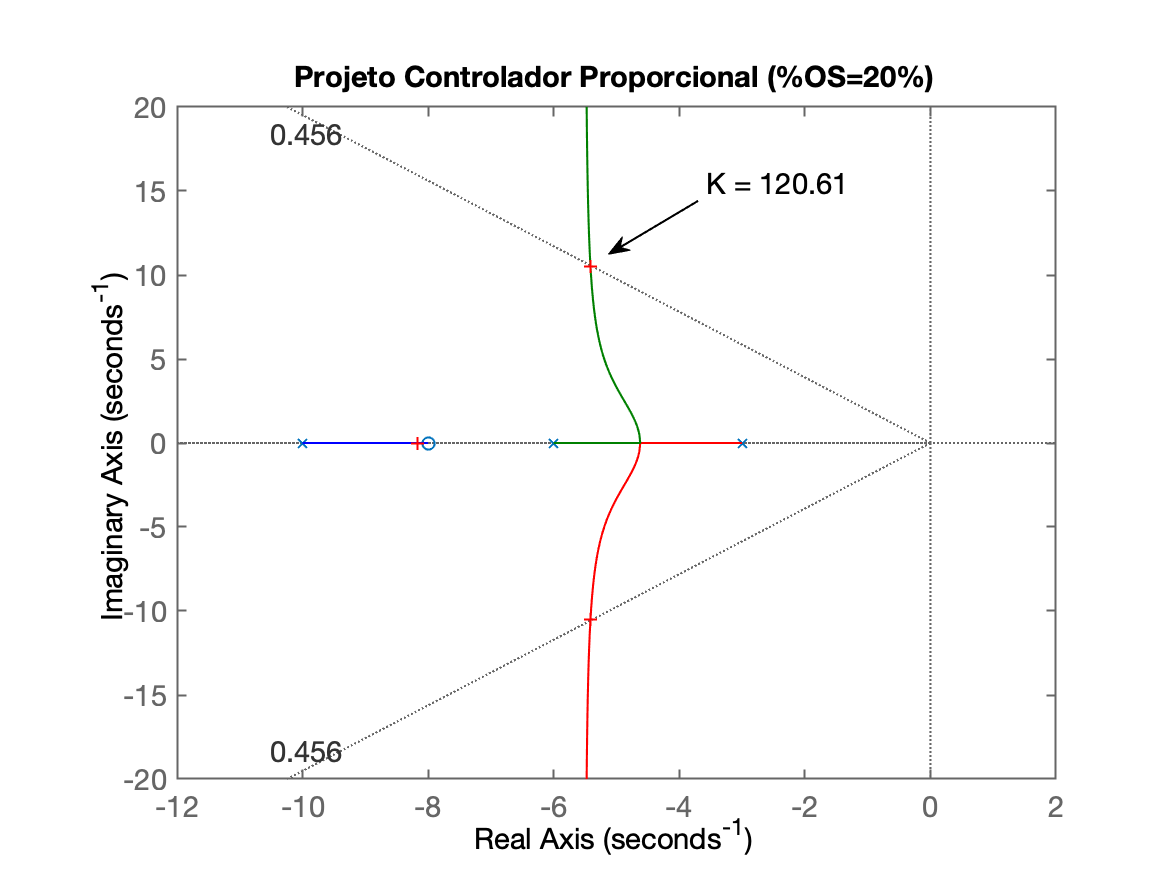 Projeto Controlador Proporcional (%OS=20%)
20
0.456
15
K = 120.61
10
5
0
-5
-10
-15
0.456
-20
-12 -10 -8 -6 -4 -2 0 2
Real Axis (seconds⁻¹)
Imaginary Axis (seconds⁻¹)